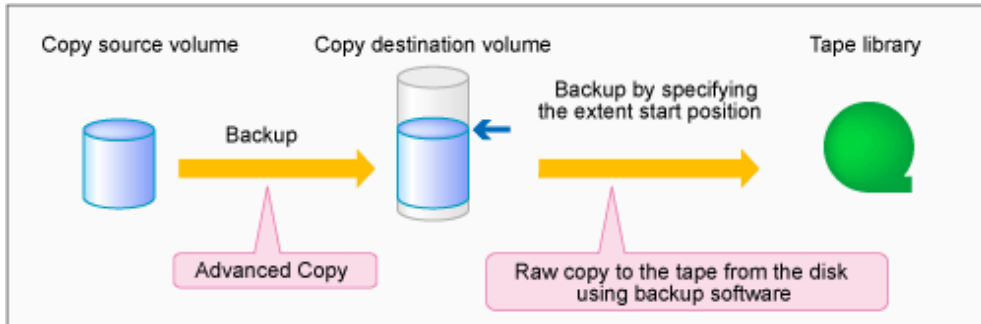 Copy source volume
Copy destination volume
Tape library
Backup
Backup by specifying
the extent start position
Advanced Copy
Raw copy to the tape from the disk
using backup software